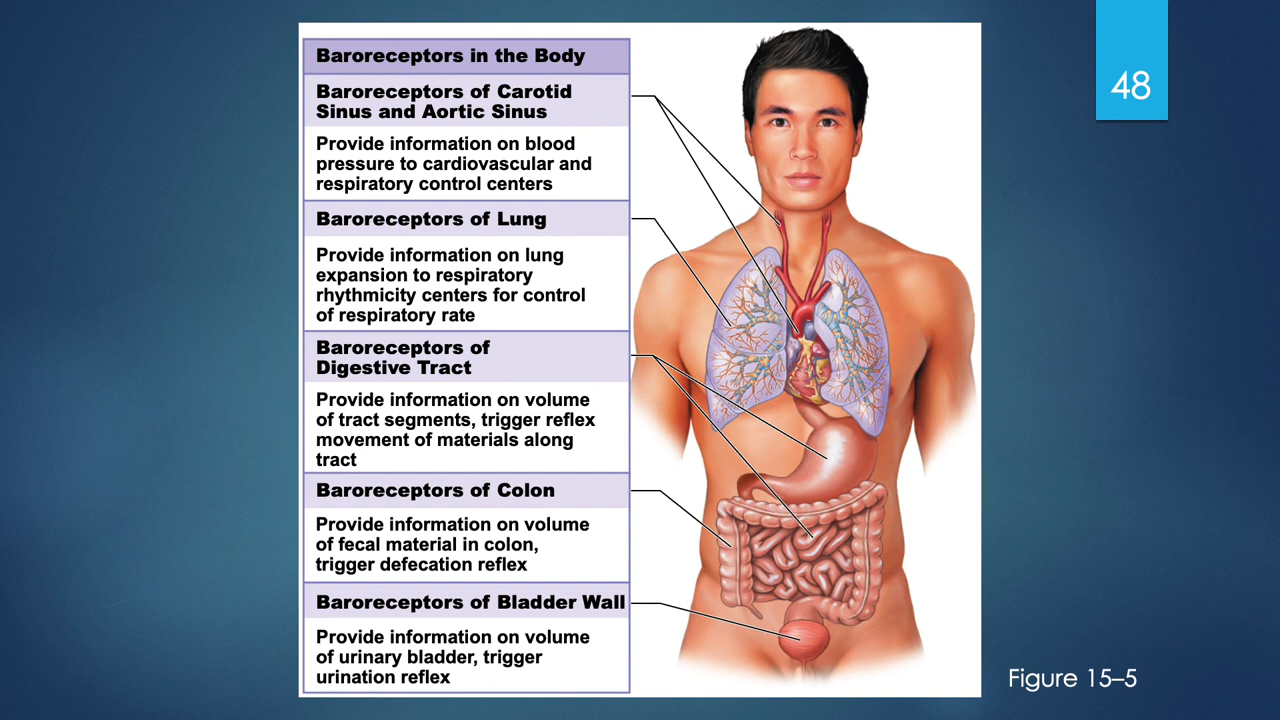 Baroreceptors in the Body
Baroreceptors of Carotid
Sinus and Aortic Sinus
Provide information on blood
pressure to cardiovascular and
respiratory control centers
Baroreceptors of Lung
Provide information on lung
expansion to respiratory
rhythmicity centers for control
of respiratory rate
Baroreceptors of
Digestive Tract
Provide information on volume
of tract segments, trigger reflex
movement of materials along
tract
Baroreceptors of Colon
Provide information on volume
of fecal material in colon,
trigger defecation reflex
Baroreceptors of Bladder Wall
Provide information on volume
of urinary bladder, trigger
urination reflex
48
Figure 15–5